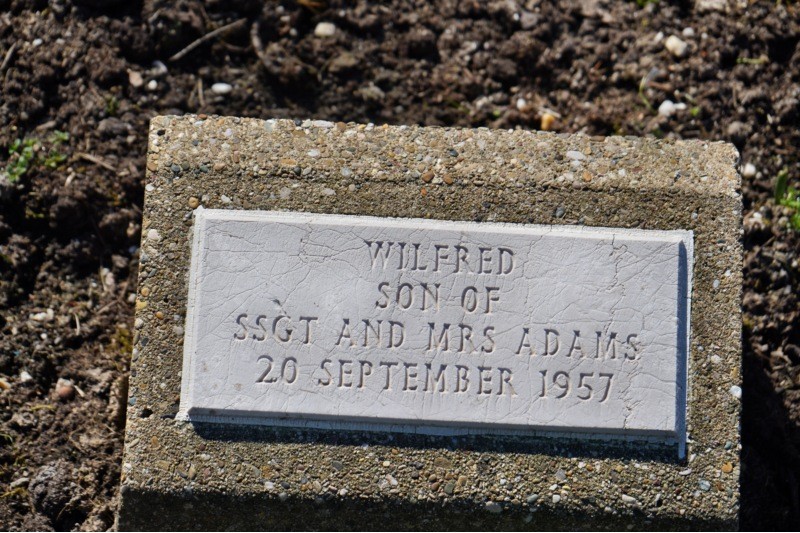 WILFRED
SON OF
SSGT AND MRS ADAMS
20 SEPTEMBER 1957